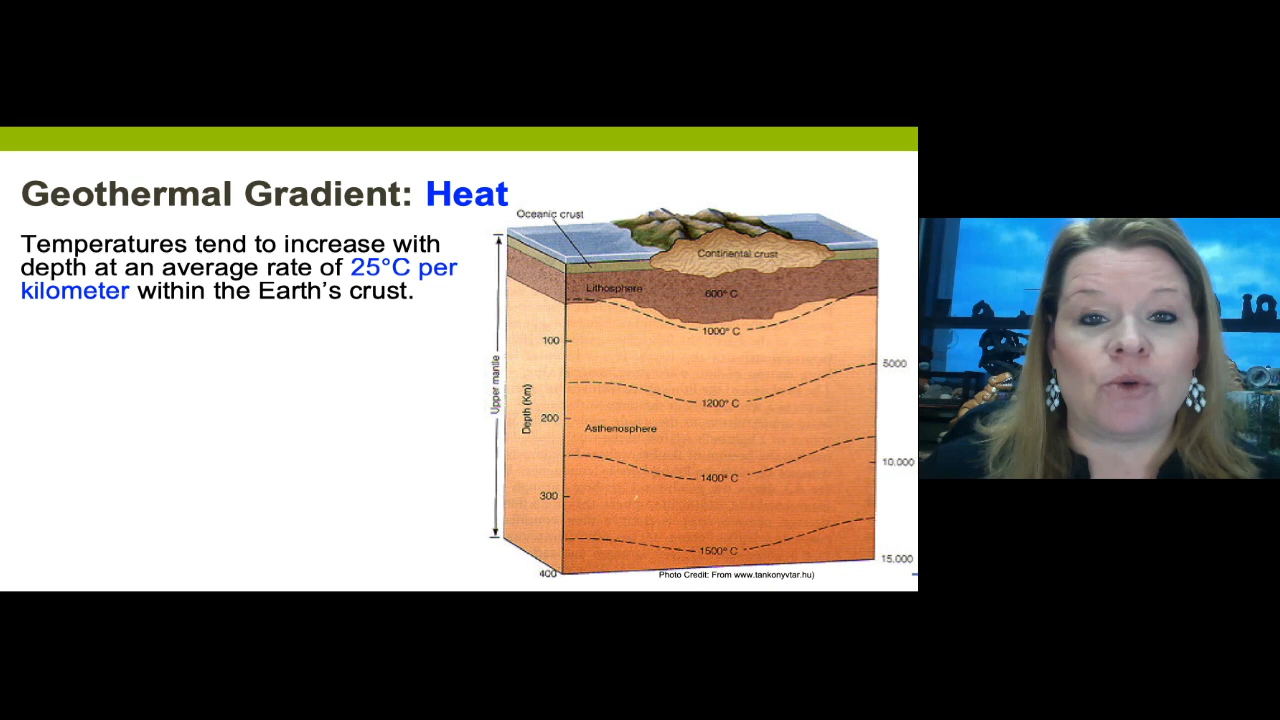 Geothermal Gradient: Heat
Temperatures tend to increase with
depth at an average rate of 25°C per
kilometer within the Earth's crust.
Oceanic crust
Continental crust
Lithosphere
600° C
1000° C
100
5000
Upper mantle
Depth (Km)
1200° C
200
Asthenosphere
10,000
1400° C
300
1500° C
15.000
400
Photo Credit: From www.tankonyvtar.hu)